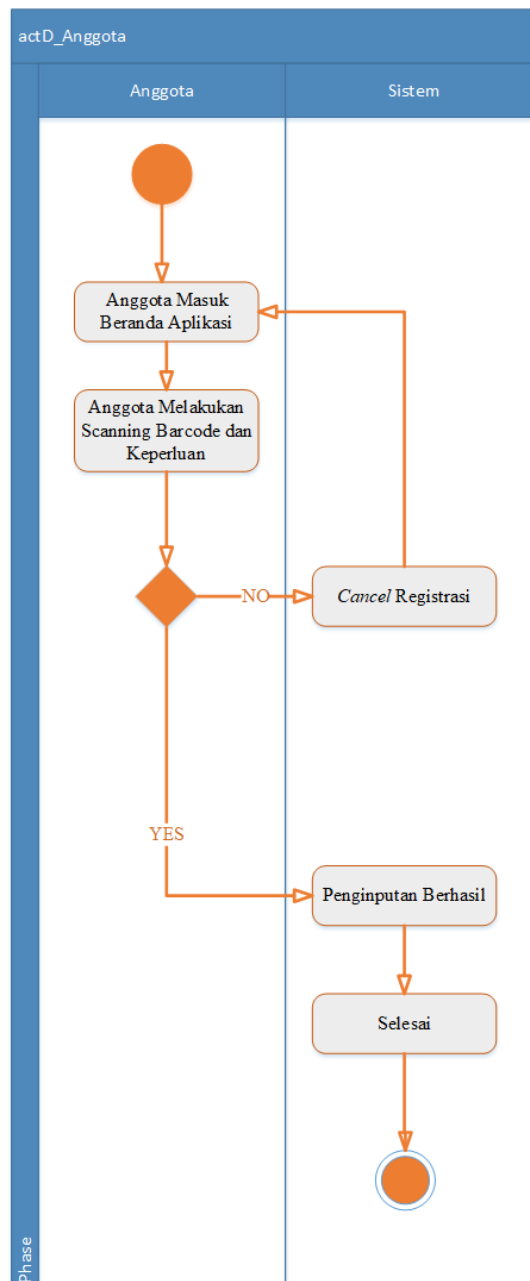 actD_Anggota
Anggota
Sistem
Anggota Masuk
Beranda Aplikasi
Anggota Melakukan
Scanning Barcode dan
Keperluan
NO
Cancel Registrasi
YES
Penginputan Berhasil
Selesai
Phase